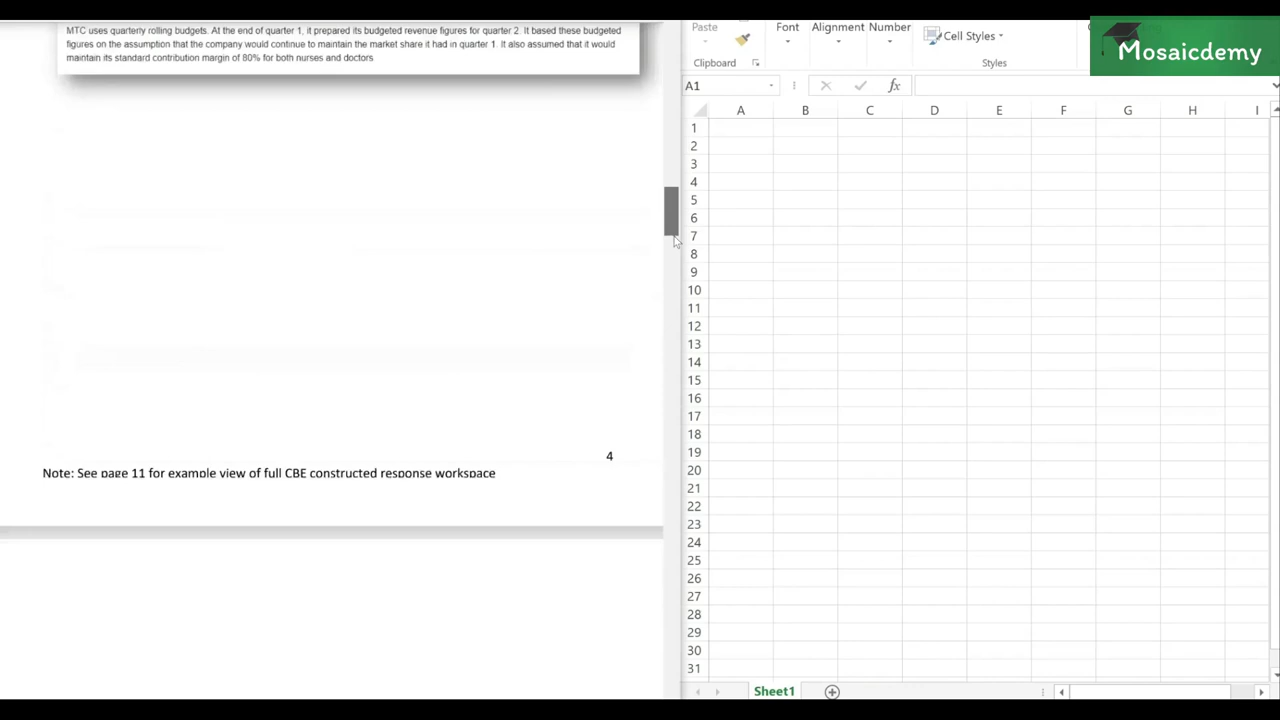 MTC uses quarterly rolling budgets. At the end of quarter 1, it prepared its budgeted revenue figures for quarter 2. It based these budgeted
figures on the assumption that the company would continue to maintain the market share it had in quarter 1. It also assumed that it would
maintain its standard contribution margin of 80% for both nurses and doctors
4
Note: See page 11 for example view of full CBE constructed response workspace
Paste
Font
Alignment
Number
Cell Styles
Clipboard
Styles
Mosaicdemy
A1
fx
A B C D E F G H I
1
2
3
4
5
6
7
8
9
10
11
12
13
14
15
16
17
18
19
20
21
22
23
24
25
26
27
28
29
30
31
Sheet1